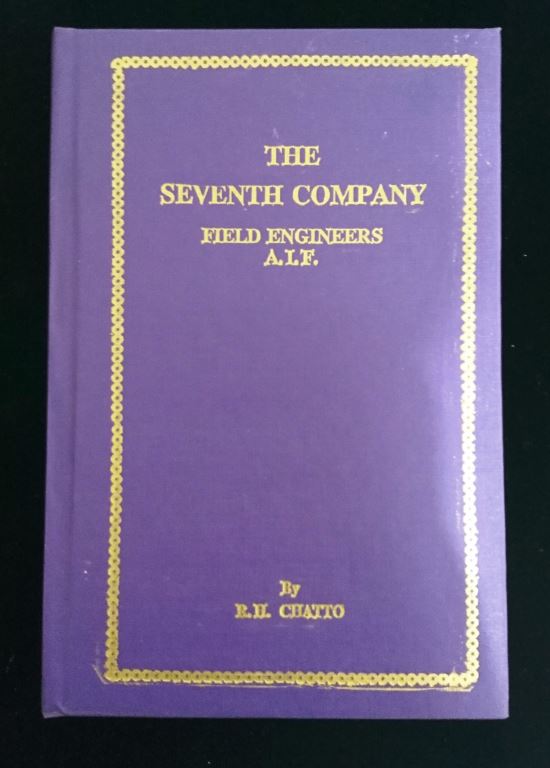 THE
SEVENTH COMPANY
FIELD ENGINEERS
A.I.F.
By
R.H. CHATTO